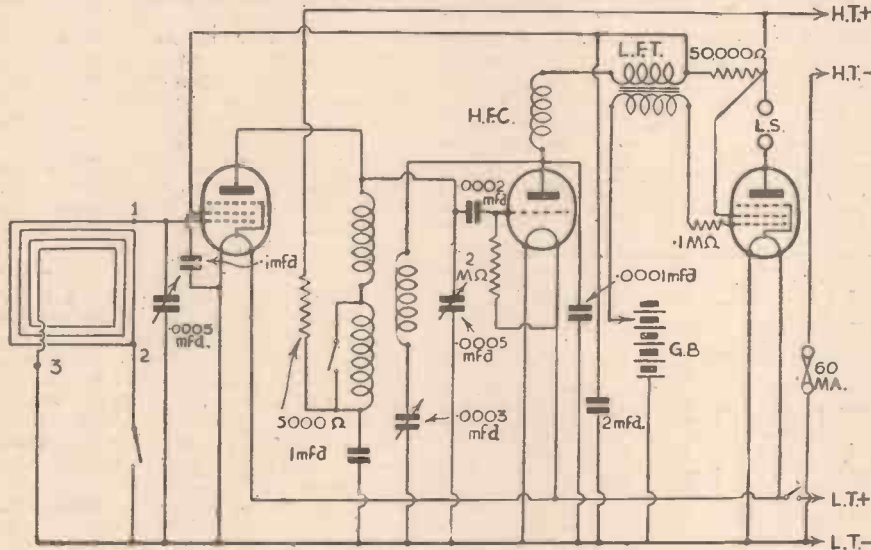 H.T.+
L.F.T.
50,000Ω
H.T.-
H.F.C.
L.S.
.0002
mfd
1
.1MΩ
.1mfd
2
MΩ
.0001mfd
.0005
mfd.
2
3
.0005
mfd.
G.B
60
MA.
5000 Ω
.0003
mfd.
1mfd
2mfd.
L.T.+
L.T.-